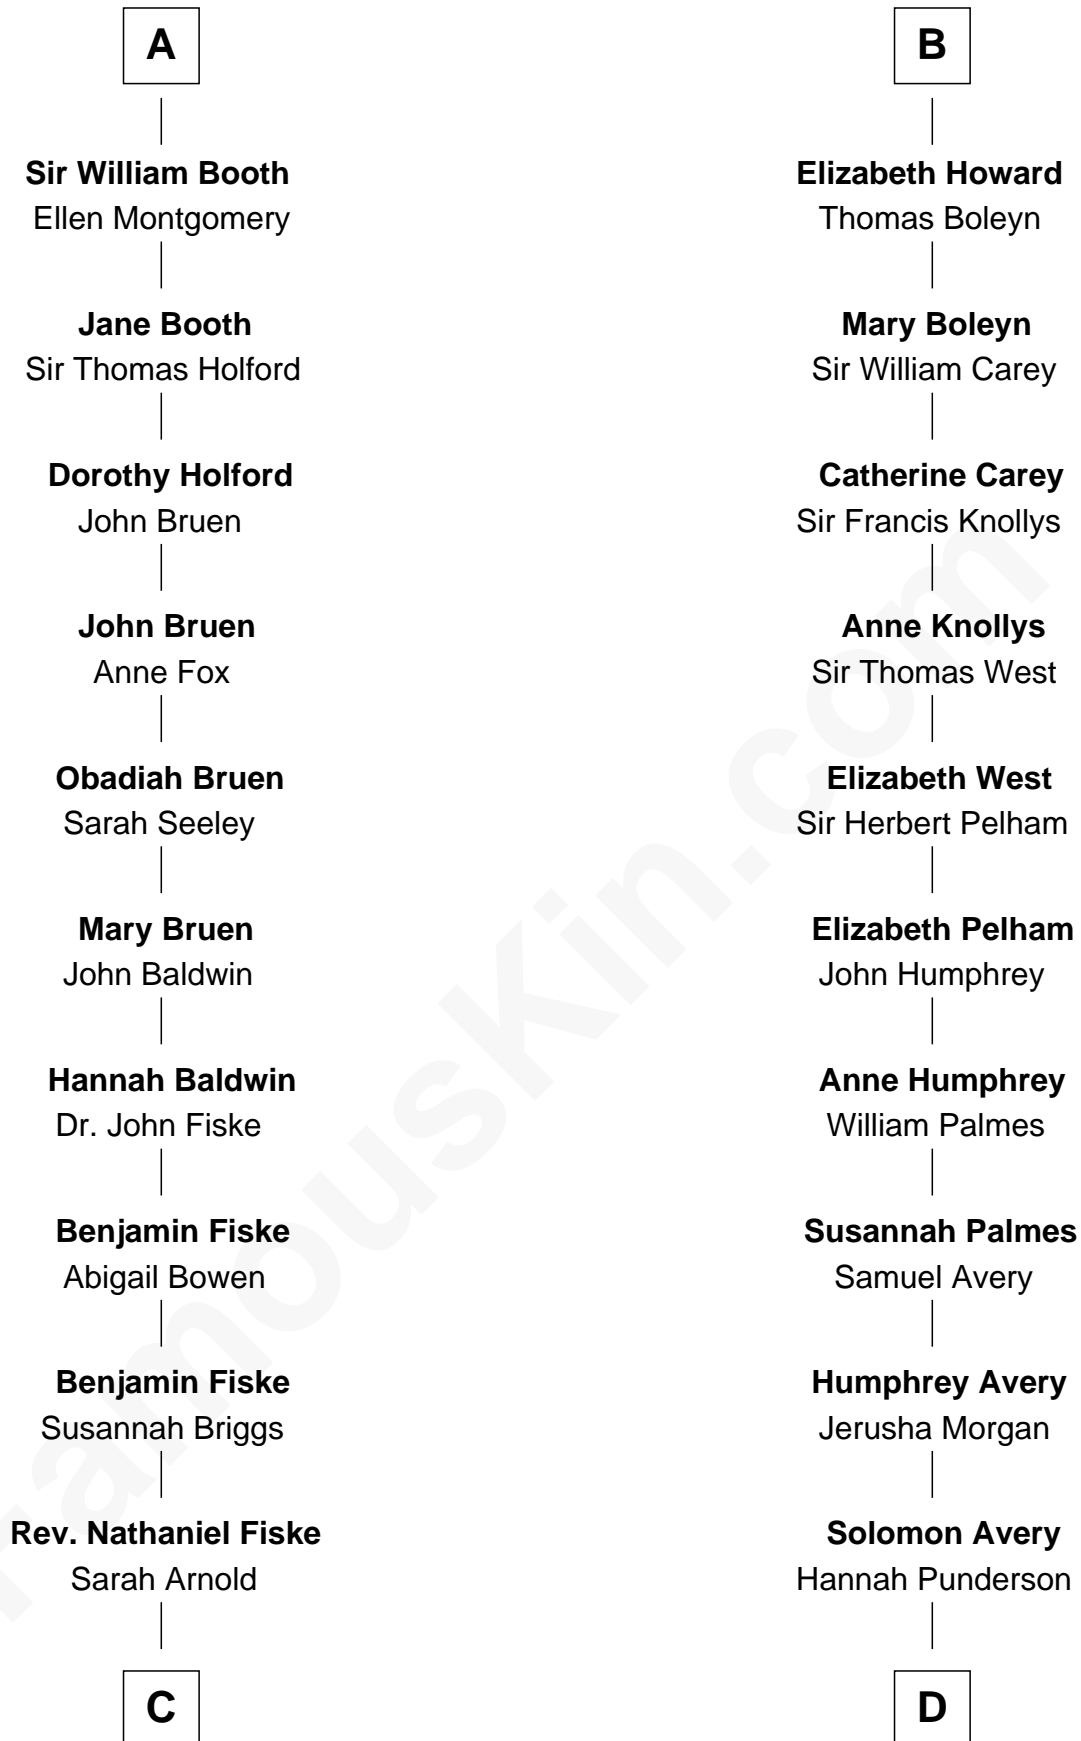 A
Sir William Booth
Ellen Montgomery
Jane Booth
Sir Thomas Holford
Dorothy Holford
John Bruen
John Bruen
Anne Fox
Obadiah Bruen
Sarah Seeley
Mary Bruen
John Baldwin
Hannah Baldwin
Dr. John Fiske
Benjamin Fiske
Abigail Bowen
Benjamin Fiske
Susannah Briggs
Rev. Nathaniel Fiske
Sarah Arnold
C
B
Elizabeth Howard
Thomas Boleyn
Mary Boleyn
Sir William Carey
Catherine Carey
Sir Francis Knollys
Anne Knollys
Sir Thomas West
Elizabeth West
Sir Herbert Pelham
Elizabeth Pelham
John Humphrey
Anne Humphrey
William Palmes
Susannah Palmes
Samuel Avery
Humphrey Avery
Jerusha Morgan
Solomon Avery
Hannah Punderson
D
FamousKin.com